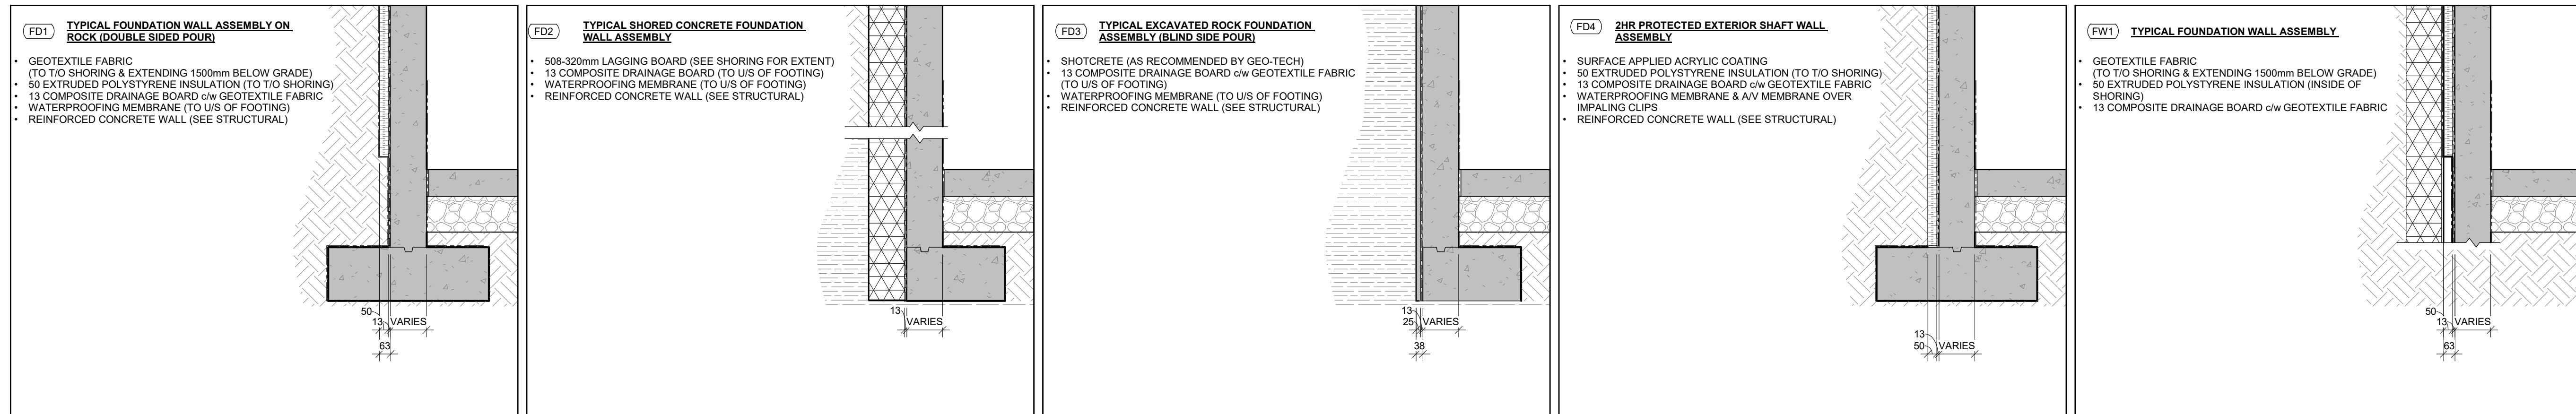 FD1
TYPICAL FOUNDATION WALL ASSEMBLY ON
ROCK (DOUBLE SIDED POUR)
• GEOTEXTILE FABRIC
(TO T/O SHORING & EXTENDING 1500mm BELOW GRADE)
• 50 EXTRUDED POLYSTYRENE INSULATION (TO T/O SHORING)
• 13 COMPOSITE DRAINAGE BOARD c/w GEOTEXTILE FABRIC
• WATERPROOFING MEMBRANE (TO U/S OF FOOTING)
• REINFORCED CONCRETE WALL (SEE STRUCTURAL)
50
13 VARIES
63
FD2
TYPICAL SHORED CONCRETE FOUNDATION
WALL ASSEMBLY
• 508-320mm LAGGING BOARD (SEE SHORING FOR EXTENT)
• 13 COMPOSITE DRAINAGE BOARD (TO U/S OF FOOTING)
• WATERPROOFING MEMBRANE (TO U/S OF FOOTING)
• REINFORCED CONCRETE WALL (SEE STRUCTURAL)
13
VARIES
FD3
TYPICAL EXCAVATED ROCK FOUNDATION
ASSEMBLY (BLIND SIDE POUR)
• SHOTCRETE (AS RECOMMENDED BY GEO-TECH)
• 13 COMPOSITE DRAINAGE BOARD c/w GEOTEXTILE FABRIC
(TO U/S OF FOOTING)
• WATERPROOFING MEMBRANE (TO U/S OF FOOTING)
• REINFORCED CONCRETE WALL (SEE STRUCTURAL)
13
25 VARIES
38
FD4
2HR PROTECTED EXTERIOR SHAFT WALL
ASSEMBLY
• SURFACE APPLIED ACRYLIC COATING
• 50 EXTRUDED POLYSTYRENE INSULATION (TO T/O SHORING)
• 13 COMPOSITE DRAINAGE BOARD c/w GEOTEXTILE FABRIC
• WATERPROOFING MEMBRANE & A/V MEMBRANE OVER
IMPALING CLIPS
• REINFORCED CONCRETE WALL (SEE STRUCTURAL)
13
50 VARIES
FW1
TYPICAL FOUNDATION WALL ASSEMBLY
• GEOTEXTILE FABRIC
(TO T/O SHORING & EXTENDING 1500mm BELOW GRADE)
• 50 EXTRUDED POLYSTYRENE INSULATION (INSIDE OF
SHORING)
• 13 COMPOSITE DRAINAGE BOARD c/w GEOTEXTILE FABRIC
50
13 VARIES
63